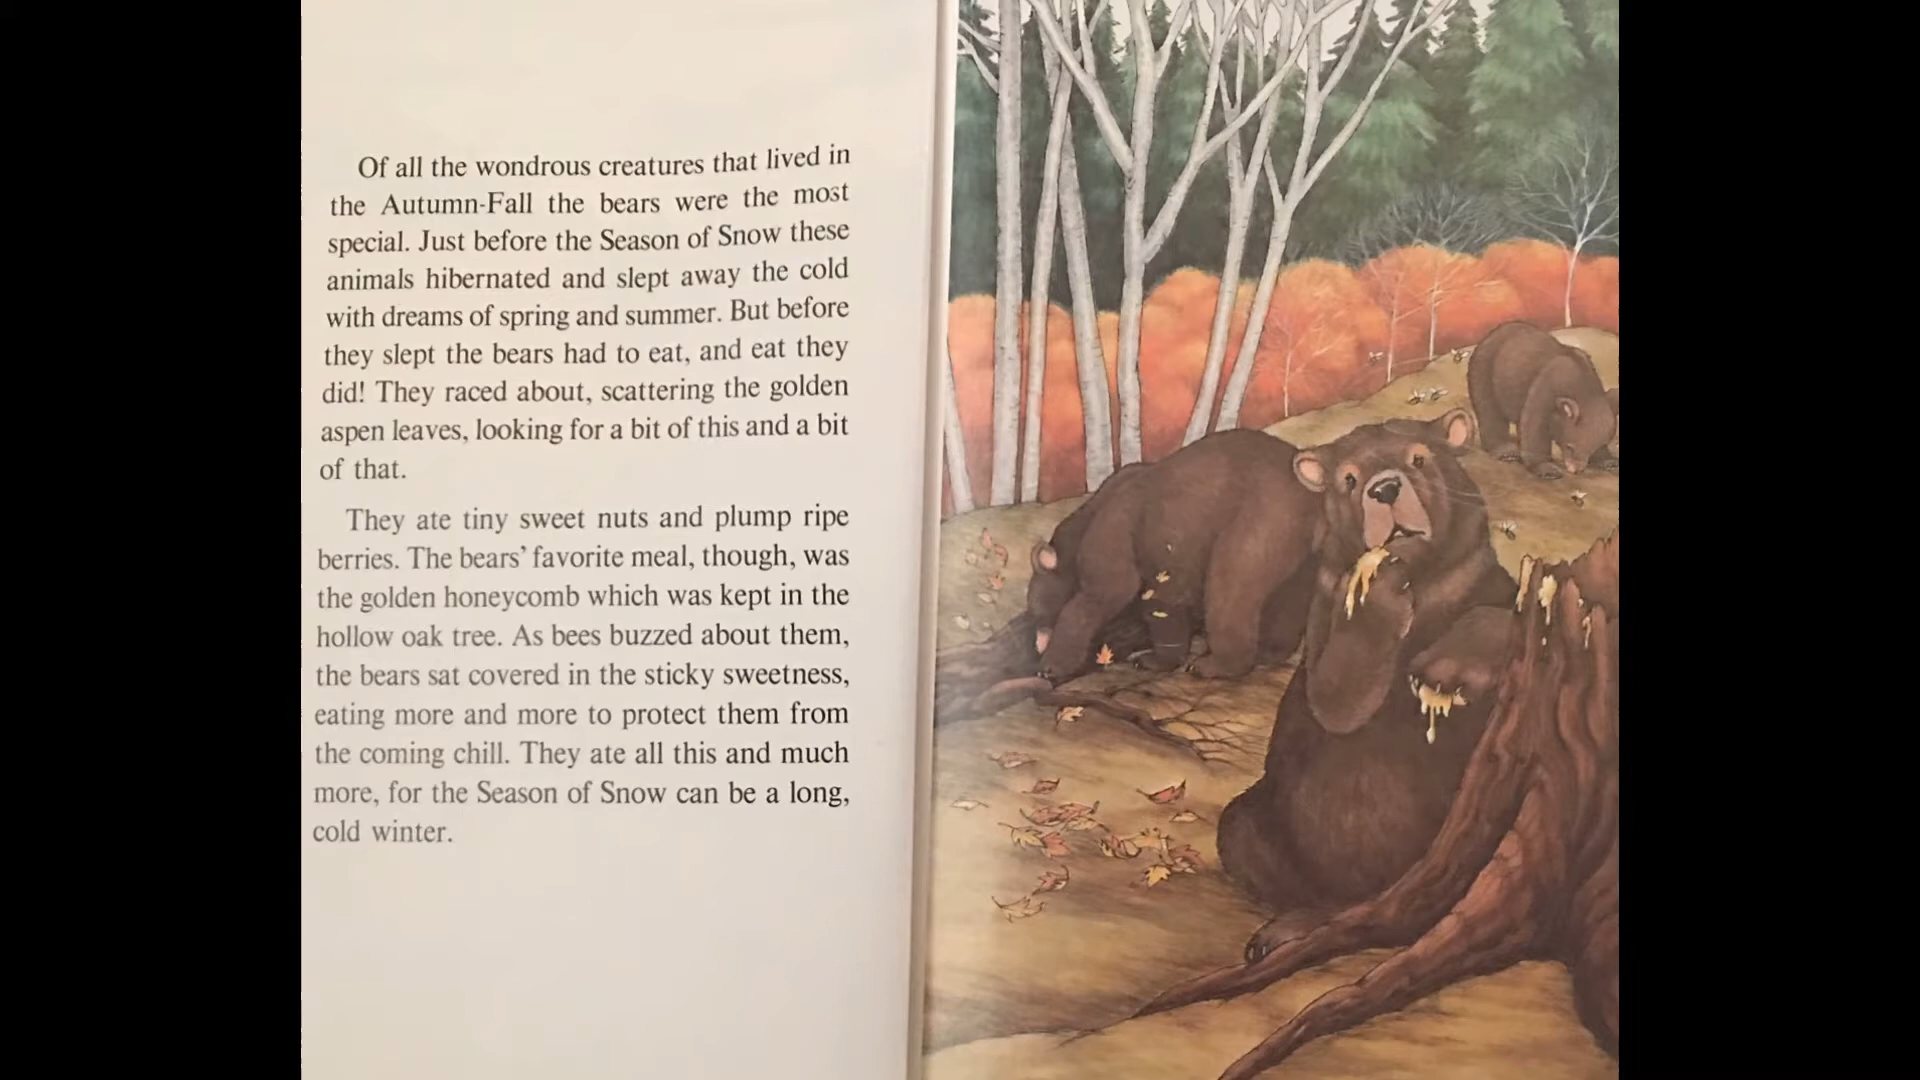 Of all the wondrous creatures that lived in
the Autumn-Fall the bears were the most
special. Just before the Season of Snow these
animals hibernated and slept away the cold
with dreams of spring and summer. But before
they slept the bears had to eat, and eat they
did! They raced about, scattering the golden
aspen leaves, looking for a bit of this and a bit
of that.
They ate tiny sweet nuts and plump ripe
berries. The bears’ favorite meal, though, was
the golden honeycomb which was kept in the
hollow oak tree. As bees buzzed about them,
the bears sat covered in the sticky sweetness,
eating more and more to protect them from
the coming chill. They ate all this and much
more, for the Season of Snow can be a long,
cold winter.